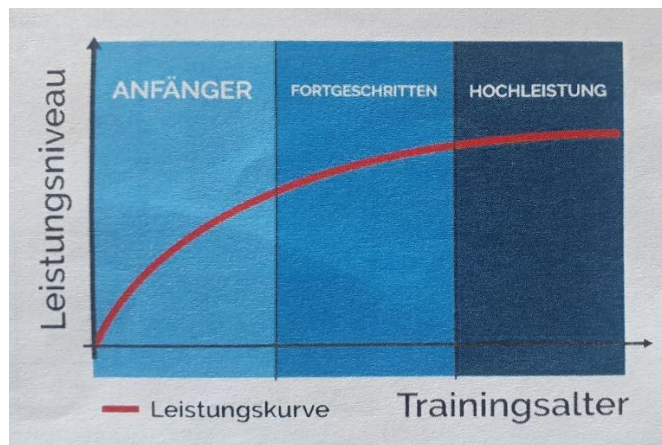 Leistungsniveau
ANFÄNGER
FORTGESCHRITTEN
HOCHLEISTUNG
Leistungskurve
Trainingsalter